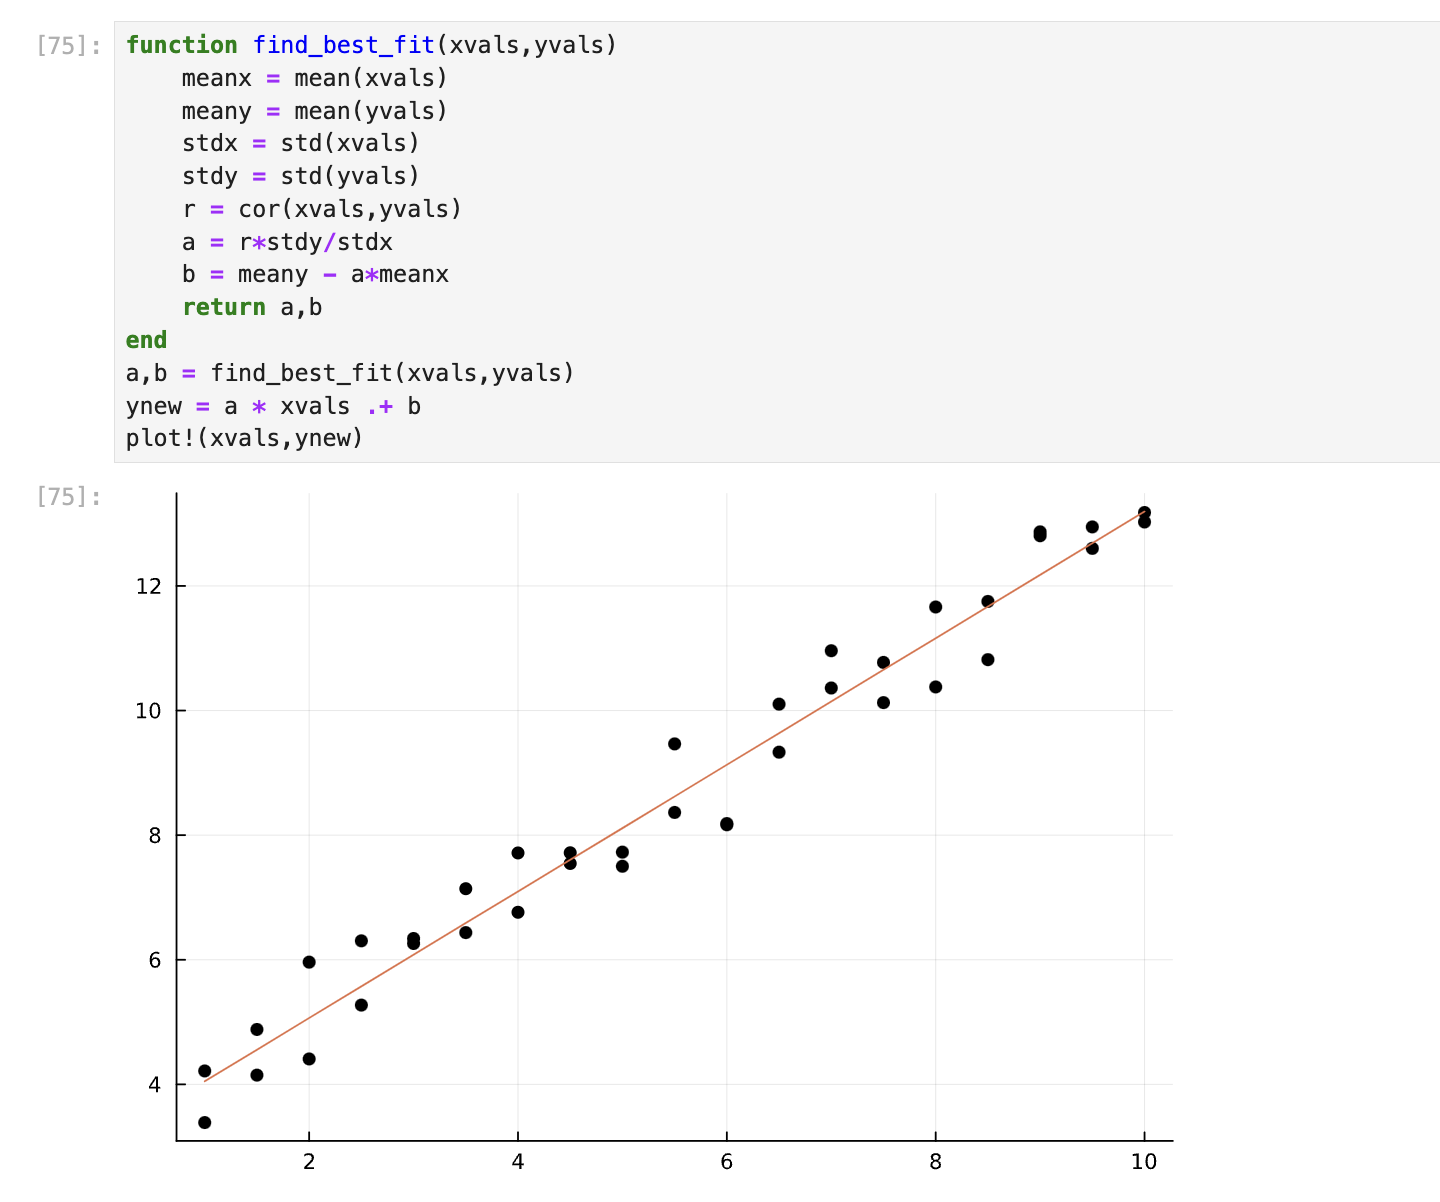 [75]: function find_best_fit(xvals,yvals)
    meanx = mean(xvals)
    meany = mean(yvals)
    stdx = std(xvals)
    stdy = std(yvals)
    r = cor(xvals,yvals)
    a = r*stdy/stdx
    b = meany - a*meanx
    return a,b
end
a,b = find_best_fit(xvals,yvals)
ynew = a * xvals .+ b
plot!(xvals,ynew)
[75]:
12
10
8
6
4
2 4 6 8 10